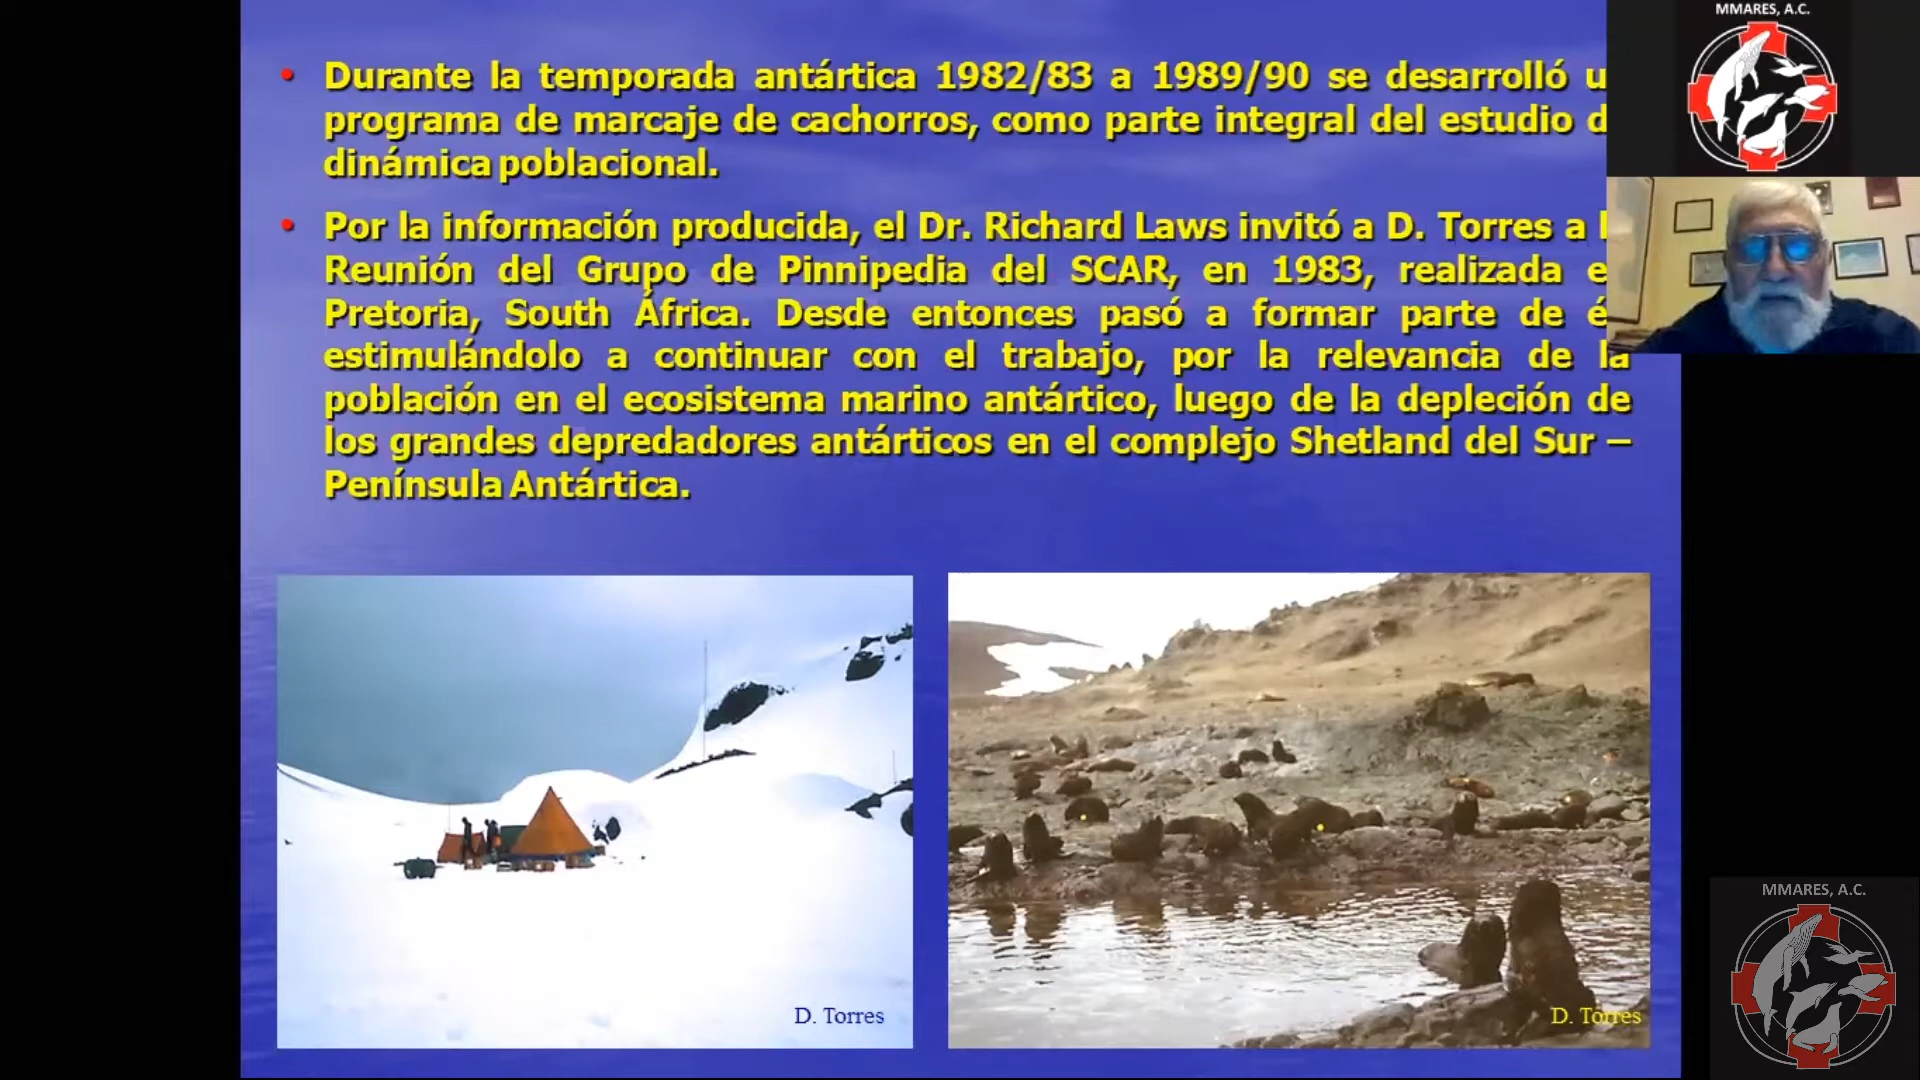 MMARES, A.C.
• Durante la temporada antártica 1982/83 a 1989/90 se desarrolló u
programa de marcaje de cachorros, como parte integral del estudio d
dinámica poblacional.
• Por la información producida, el Dr. Richard Laws invitó a D. Torres a l
Reunión del Grupo de Pinnipedia del SCAR, en 1983, realizada e
Pretoria, South África. Desde entonces pasó a formar parte de é
estimulándolo a continuar con el trabajo, por la relevancia de la
población en el ecosistema marino antártico, luego de la depleción de
los grandes depredadores antárticos en el complejo Shetland del Sur –
Península Antártica.
D. Torres
D. Torres
MMARES, A.C.